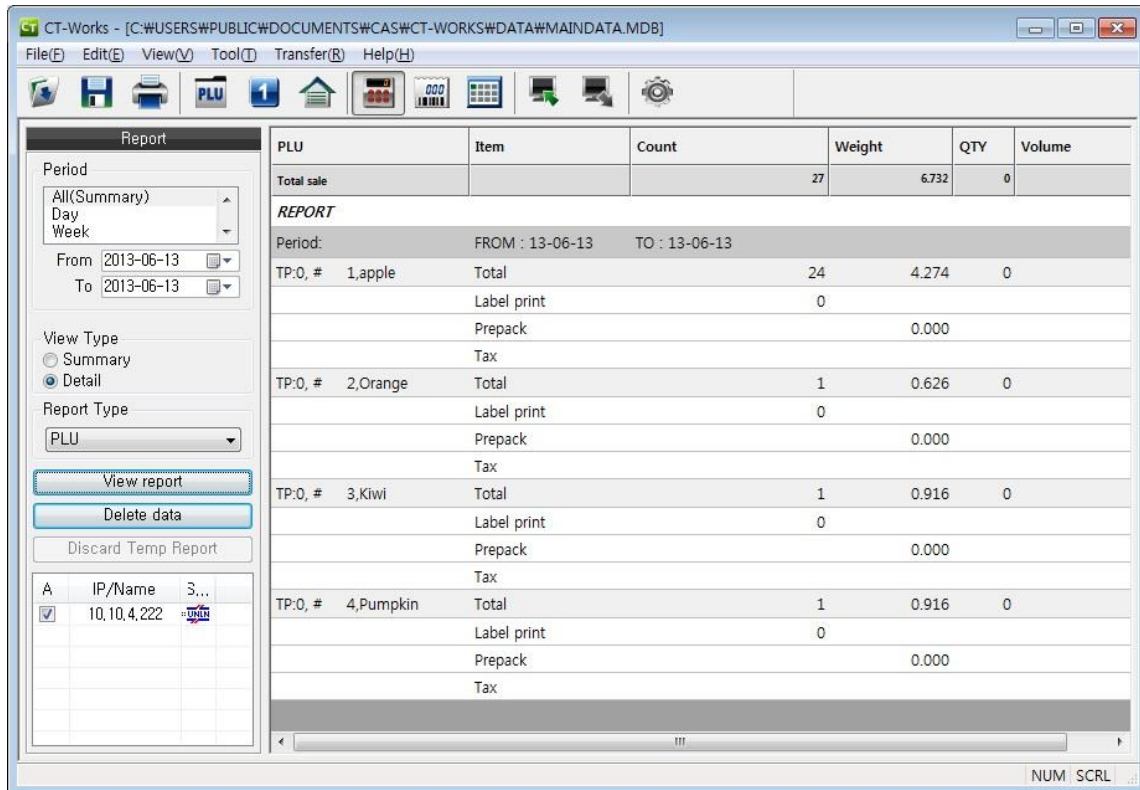 CT-Works - [C:₩USERS₩PUBLIC₩DOCUMENTS₩CAS₩CT-WORKS₩DATA₩MAINDATA.MDB]
File(F) Edit(E) View(V) Tool(T) Transfer(R) Help(H)
PLU 1 000
Report
Period
All(Summary)
Day
Week
From 2013-06-13
To 2013-06-13
View Type
Summary
Detail
Report Type
PLU
View report
Delete data
Discard Temp Report
A IP/Name S...
10.10.4.222 UNLN
PLU Item Count Weight QTY Volume
Total sale 27 6.732 0
REPORT
Period: FROM : 13-06-13 TO : 13-06-13
TP:0, # 1,apple Total 24 4.274 0
Label print 0
Prepack 0.000
Tax
TP:0, # 2,Orange Total 1 0.626 0
Label print 0
Prepack 0.000
Tax
TP:0, # 3,Kiwi Total 1 0.916 0
Label print 0
Prepack 0.000
Tax
TP:0, # 4,Pumpkin Total 1 0.916 0
Label print 0
Prepack 0.000
Tax
NUM SCRL